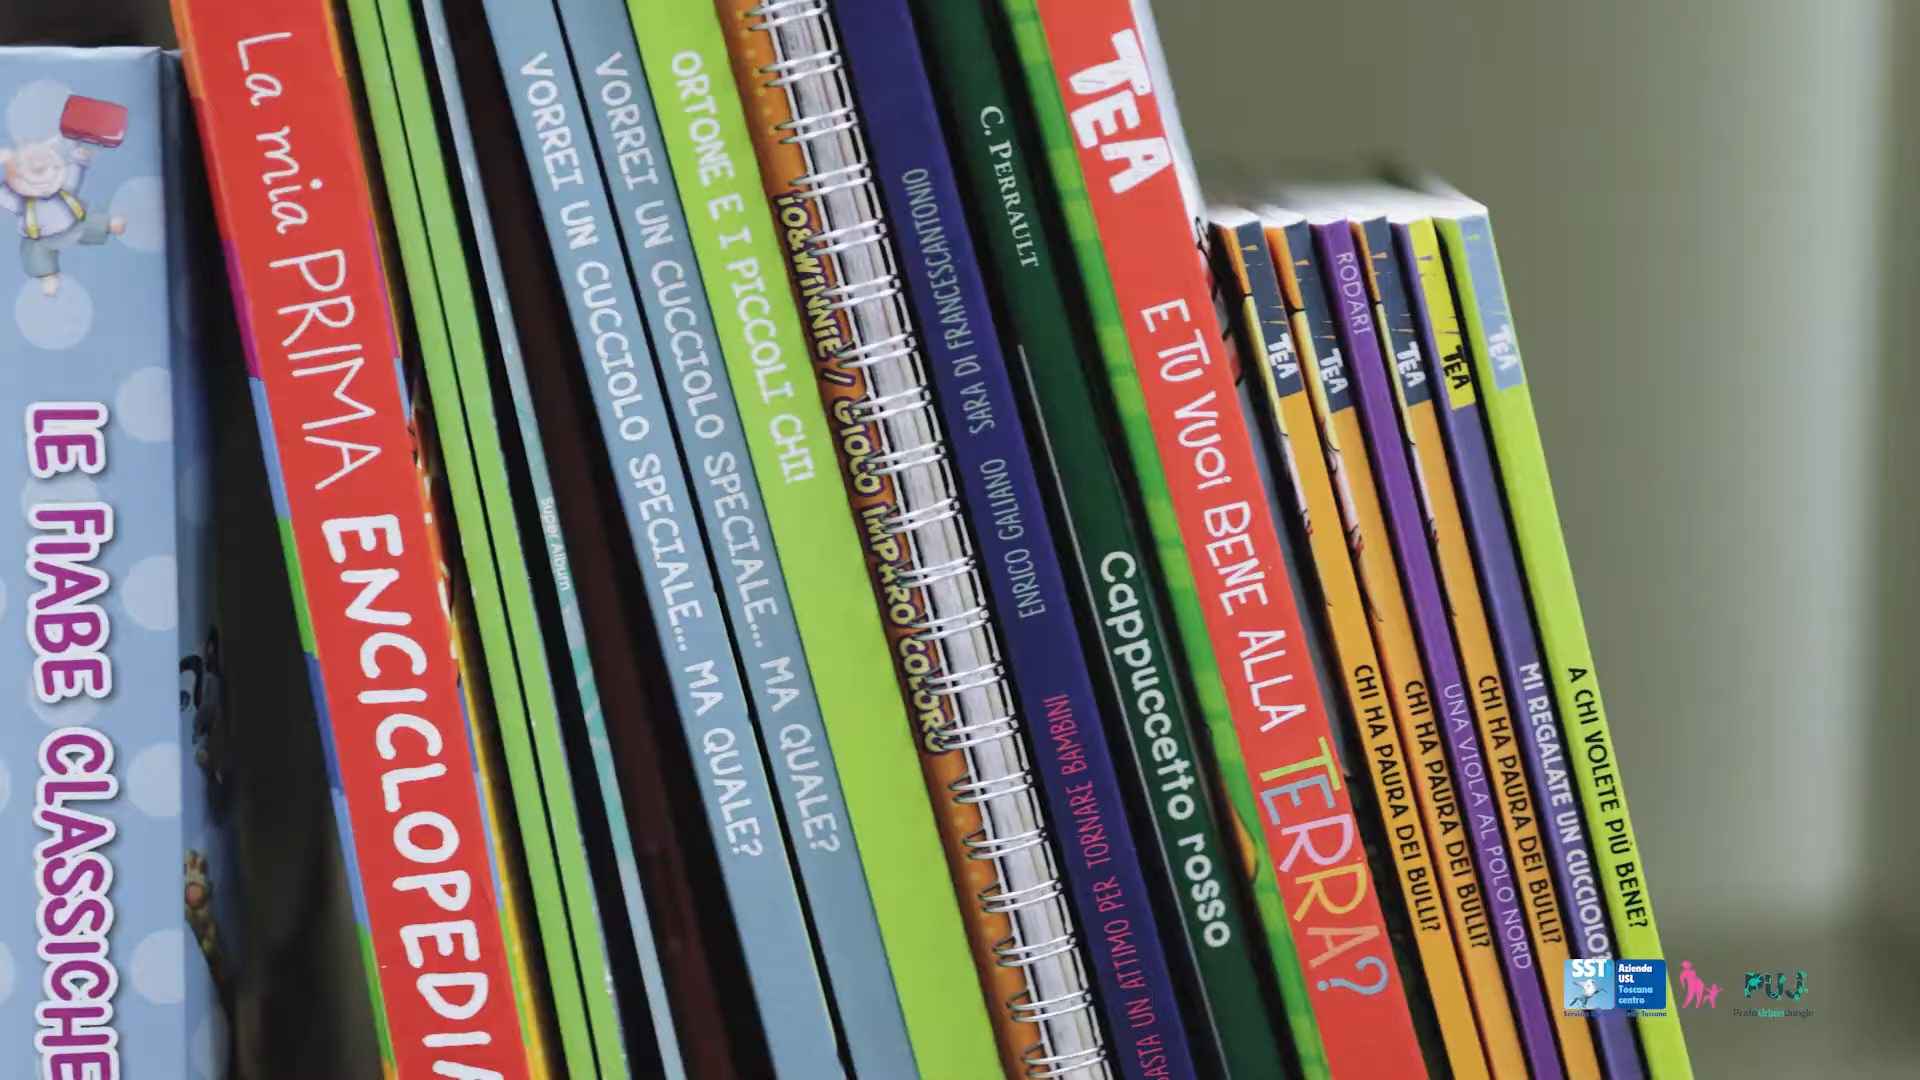 LE FIABE CLASSICHE
La mia PRIMA ENCICLOPEDIA
super Album
VORREI UN CUCCIOLO SPECIALE... MA QUALE?
VORREI UN CUCCIOLO SPECIALE... MA QUALE?
ORTONE E I PICCOLI CHI!
IO&WINNIE / GIOCO IMPARO COLORO
ENRICO GALIANO SARA DI FRANCESCANTONIO
BASTA UN ATTIMO PER TORNARE BAMBINI
C. PERRAULT
Cappuccetto rosso
TEA
E TU VUOI BENE ALLA TERRA?
TEA
CHI HA PAURA DEI BULLI?
TEA
CHI HA PAURA DEI BULLI?
RODARI
UNA VIOLA AL POLO NORD
TEA
CHI HA PAURA DEI BULLI?
TEA
MI REGALATE UN CUCCIOLO?
TEA
A CHI VOLETE PIÙ BENE?
SST
Azienda
USL
Toscana
centro
PUJ
PratoUrbanJungle